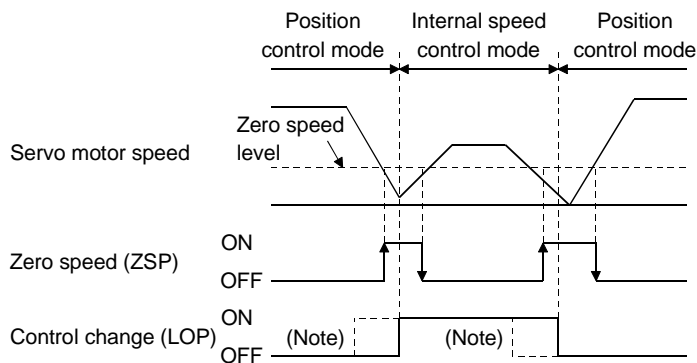 Position
control mode
Internal speed
control mode
Position
control mode
Servo motor speed
Zero speed
level
Zero speed (ZSP)
ON
OFF
Control change (LOP)
ON
OFF
(Note)
(Note)